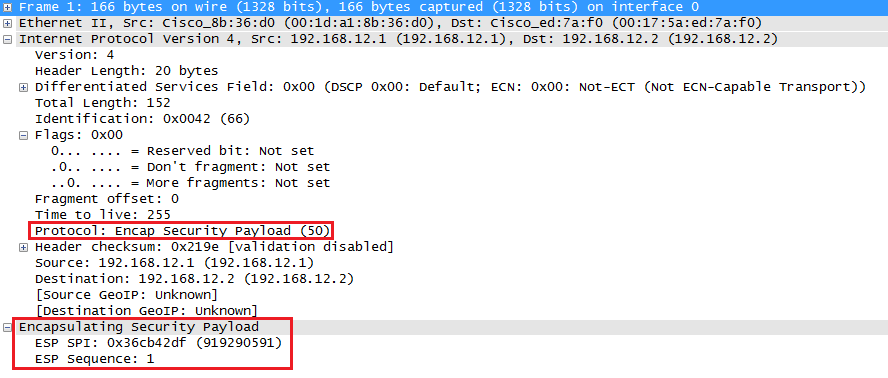 Frame 1: 166 bytes on wire (1328 bits), 166 bytes captured (1328 bits) on interface 0
Ethernet II, Src: Cisco_8b:36:d0 (00:1d:a1:8b:36:d0), Dst: Cisco_ed:7a:f0 (00:17:5a:ed:7a:f0)
Internet Protocol Version 4, Src: 192.168.12.1 (192.168.12.1), Dst: 192.168.12.2 (192.168.12.2)
Version: 4
Header Length: 20 bytes
Differentiated Services Field: 0x00 (DSCP 0x00: Default; ECN: 0x00: Not-ECT (Not ECN-Capable Transport))
Total Length: 152
Identification: 0x0042 (66)
Flags: 0x00
0... .... = Reserved bit: Not set
.0.. .... = Don't fragment: Not set
..0. .... = More fragments: Not set
Fragment offset: 0
Time to live: 255
Protocol: Encap Security Payload (50)
Header checksum: 0x219e [validation disabled]
Source: 192.168.12.1 (192.168.12.1)
Destination: 192.168.12.2 (192.168.12.2)
[Source GeoIP: Unknown]
[Destination GeoIP: Unknown]
Encapsulating Security Payload
ESP SPI: 0x36cb42df (919290591)
ESP Sequence: 1